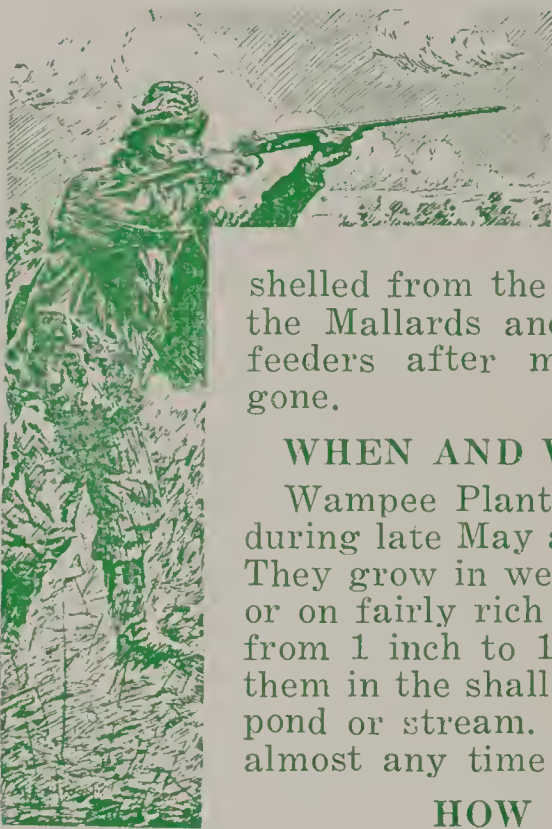 shelled from the
the Mallards and
feeders after m
gone.
WHEN AND W
Wampee Plant
during late May a
They grow in we
or on fairly rich
from 1 inch to 1
them in the shall
pond or stream.
almost any time
HOW